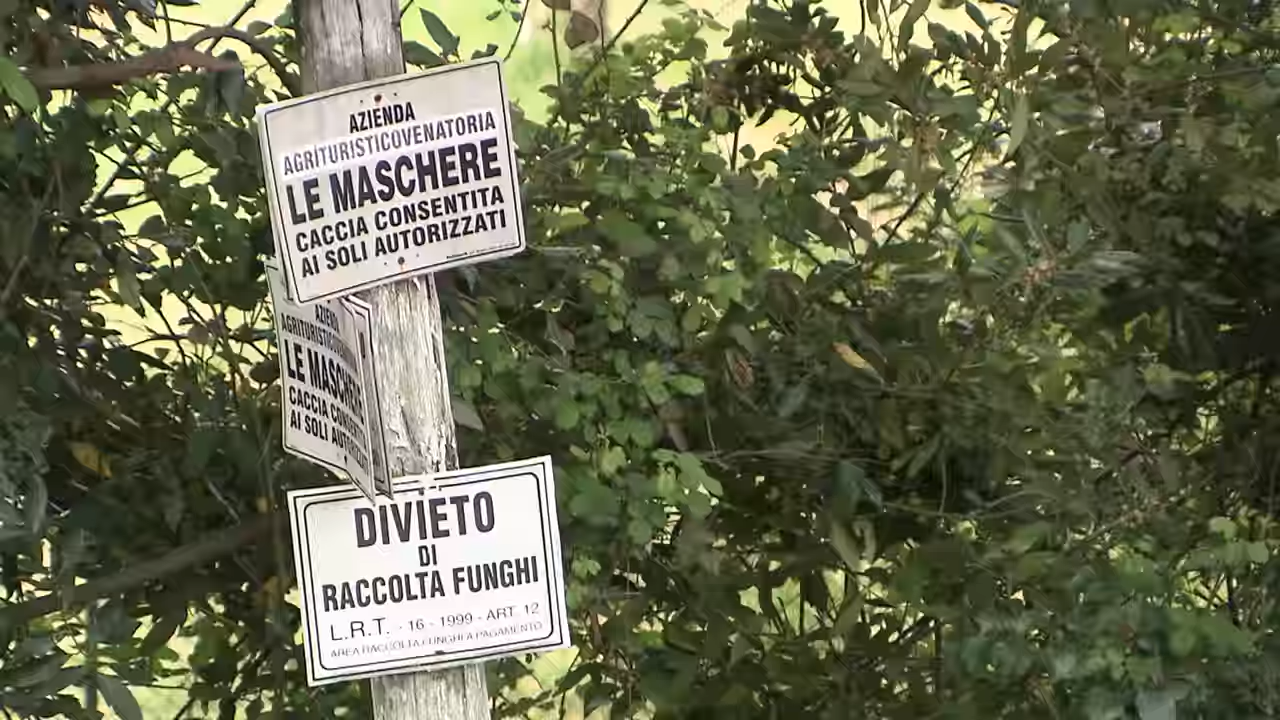 AZIENDA
AGRITURISTICOVENATORIA
LE MASCHERE
CACCIA CONSENTITA
AI SOLI AUTORIZZATI
AZIENDA
AGRITURISTICOVENATORIA
LE MASCHERE
CACCIA CONSENTITA
AI SOLI AUTORIZZATI
DIVIETO
DI
RACCOLTA FUNGHI
L.R.T. - 16 - 1999 - ART. 12
AREA RACCOLTA FUNGHI A PAGAMENTO